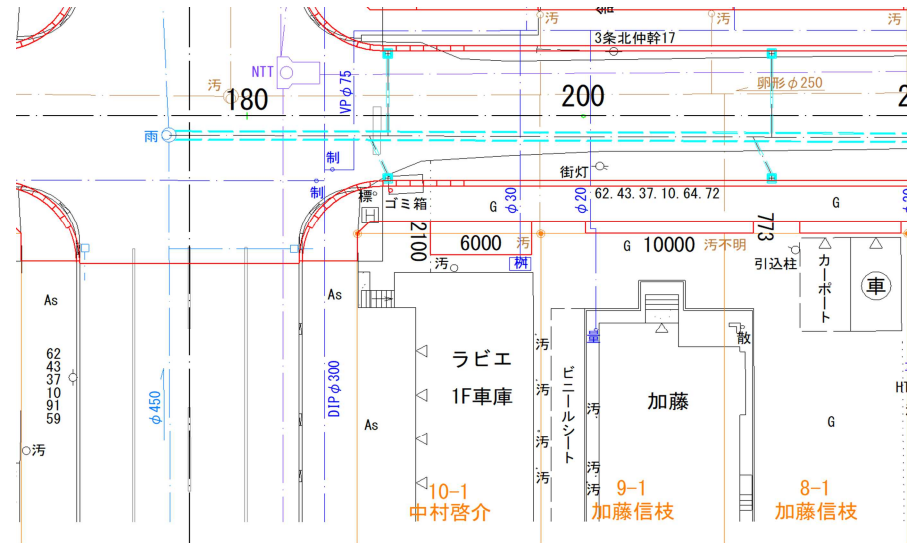 汚
汚
汚
3条北仲幹17
NTT
汚
VPφ75
卵形φ250
180
200
2
雨
制
制
街灯
標
H
ゴミ箱
G
φ30
φ20
62.43.37.10.64.72
G
2100
6000
汚
G
10000
汚不明
773
引込柱
汚
桝
カーポート
車
As
As
量
散
62
43
37
10
91
59
φ450
DIPφ300
ラビエ
1F車庫
As
汚
汚
汚
汚
ビニールシート
加藤
汚
汚
汚
G
HT
汚
10-1
中村啓介
9-1
加藤信枝
8-1
加藤信枝